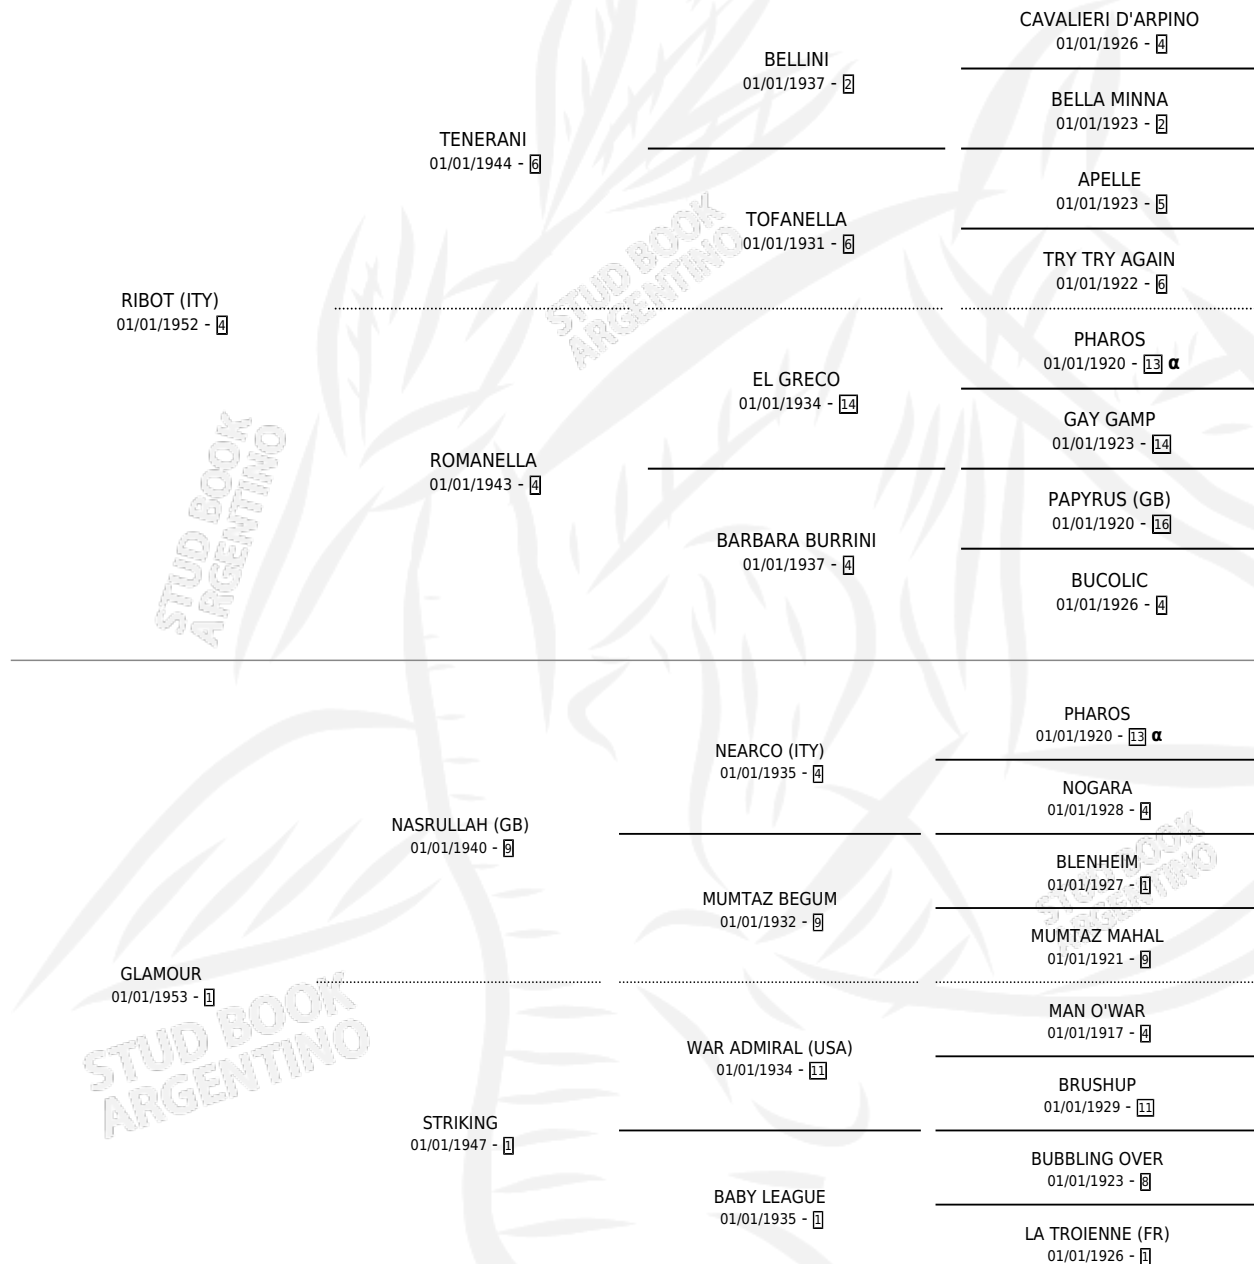 CAVALIERI D'ARPINO
01/01/1926 - 4
BELLINI
01/01/1937 - 2
BELLA MINNA
01/01/1923 - 2
TENERANI
01/01/1944 - 6
APELLE
01/01/1923 - 5
TOFANELLA
01/01/1931 - 6
TRY TRY AGAIN
01/01/1922 - 6
RIBOT (ITY)
01/01/1952 - 4
PHAROS
01/01/1920 - 13 α
EL GRECO
01/01/1934 - 14
GAY GAMP
01/01/1923 - 14
ROMANELLA
01/01/1943 - 4
PAPYRUS (GB)
01/01/1920 - 16
BARBARA BURRINI
01/01/1937 - 4
BUCOLIC
01/01/1926 - 4
PHAROS
01/01/1920 - 13 α
NEARCO (ITY)
01/01/1935 - 4
NOGARA
01/01/1928 - 4
NASRULLAH (GB)
01/01/1940 - 9
BLENHEIM
01/01/1927 - 1
MUMTAZ BEGUM
01/01/1932 - 9
MUMTAZ MAHAL
01/01/1921 - 9
GLAMOUR
01/01/1953 - 1
MAN O'WAR
01/01/1917 - 4
WAR ADMIRAL (USA)
01/01/1934 - 11
BRUSHUP
01/01/1929 - 11
STRIKING
01/01/1947 - 1
BUBBLING OVER
01/01/1923 - 8
BABY LEAGUE
01/01/1935 - 1
LA TROIENNE (FR)
01/01/1926 - 1
STUD BOOK
ARGENTINO
STUD BOOK
ARGENTINO
STUD BOOK
ARGENTINO
STUD BOOK
ARGENTINO